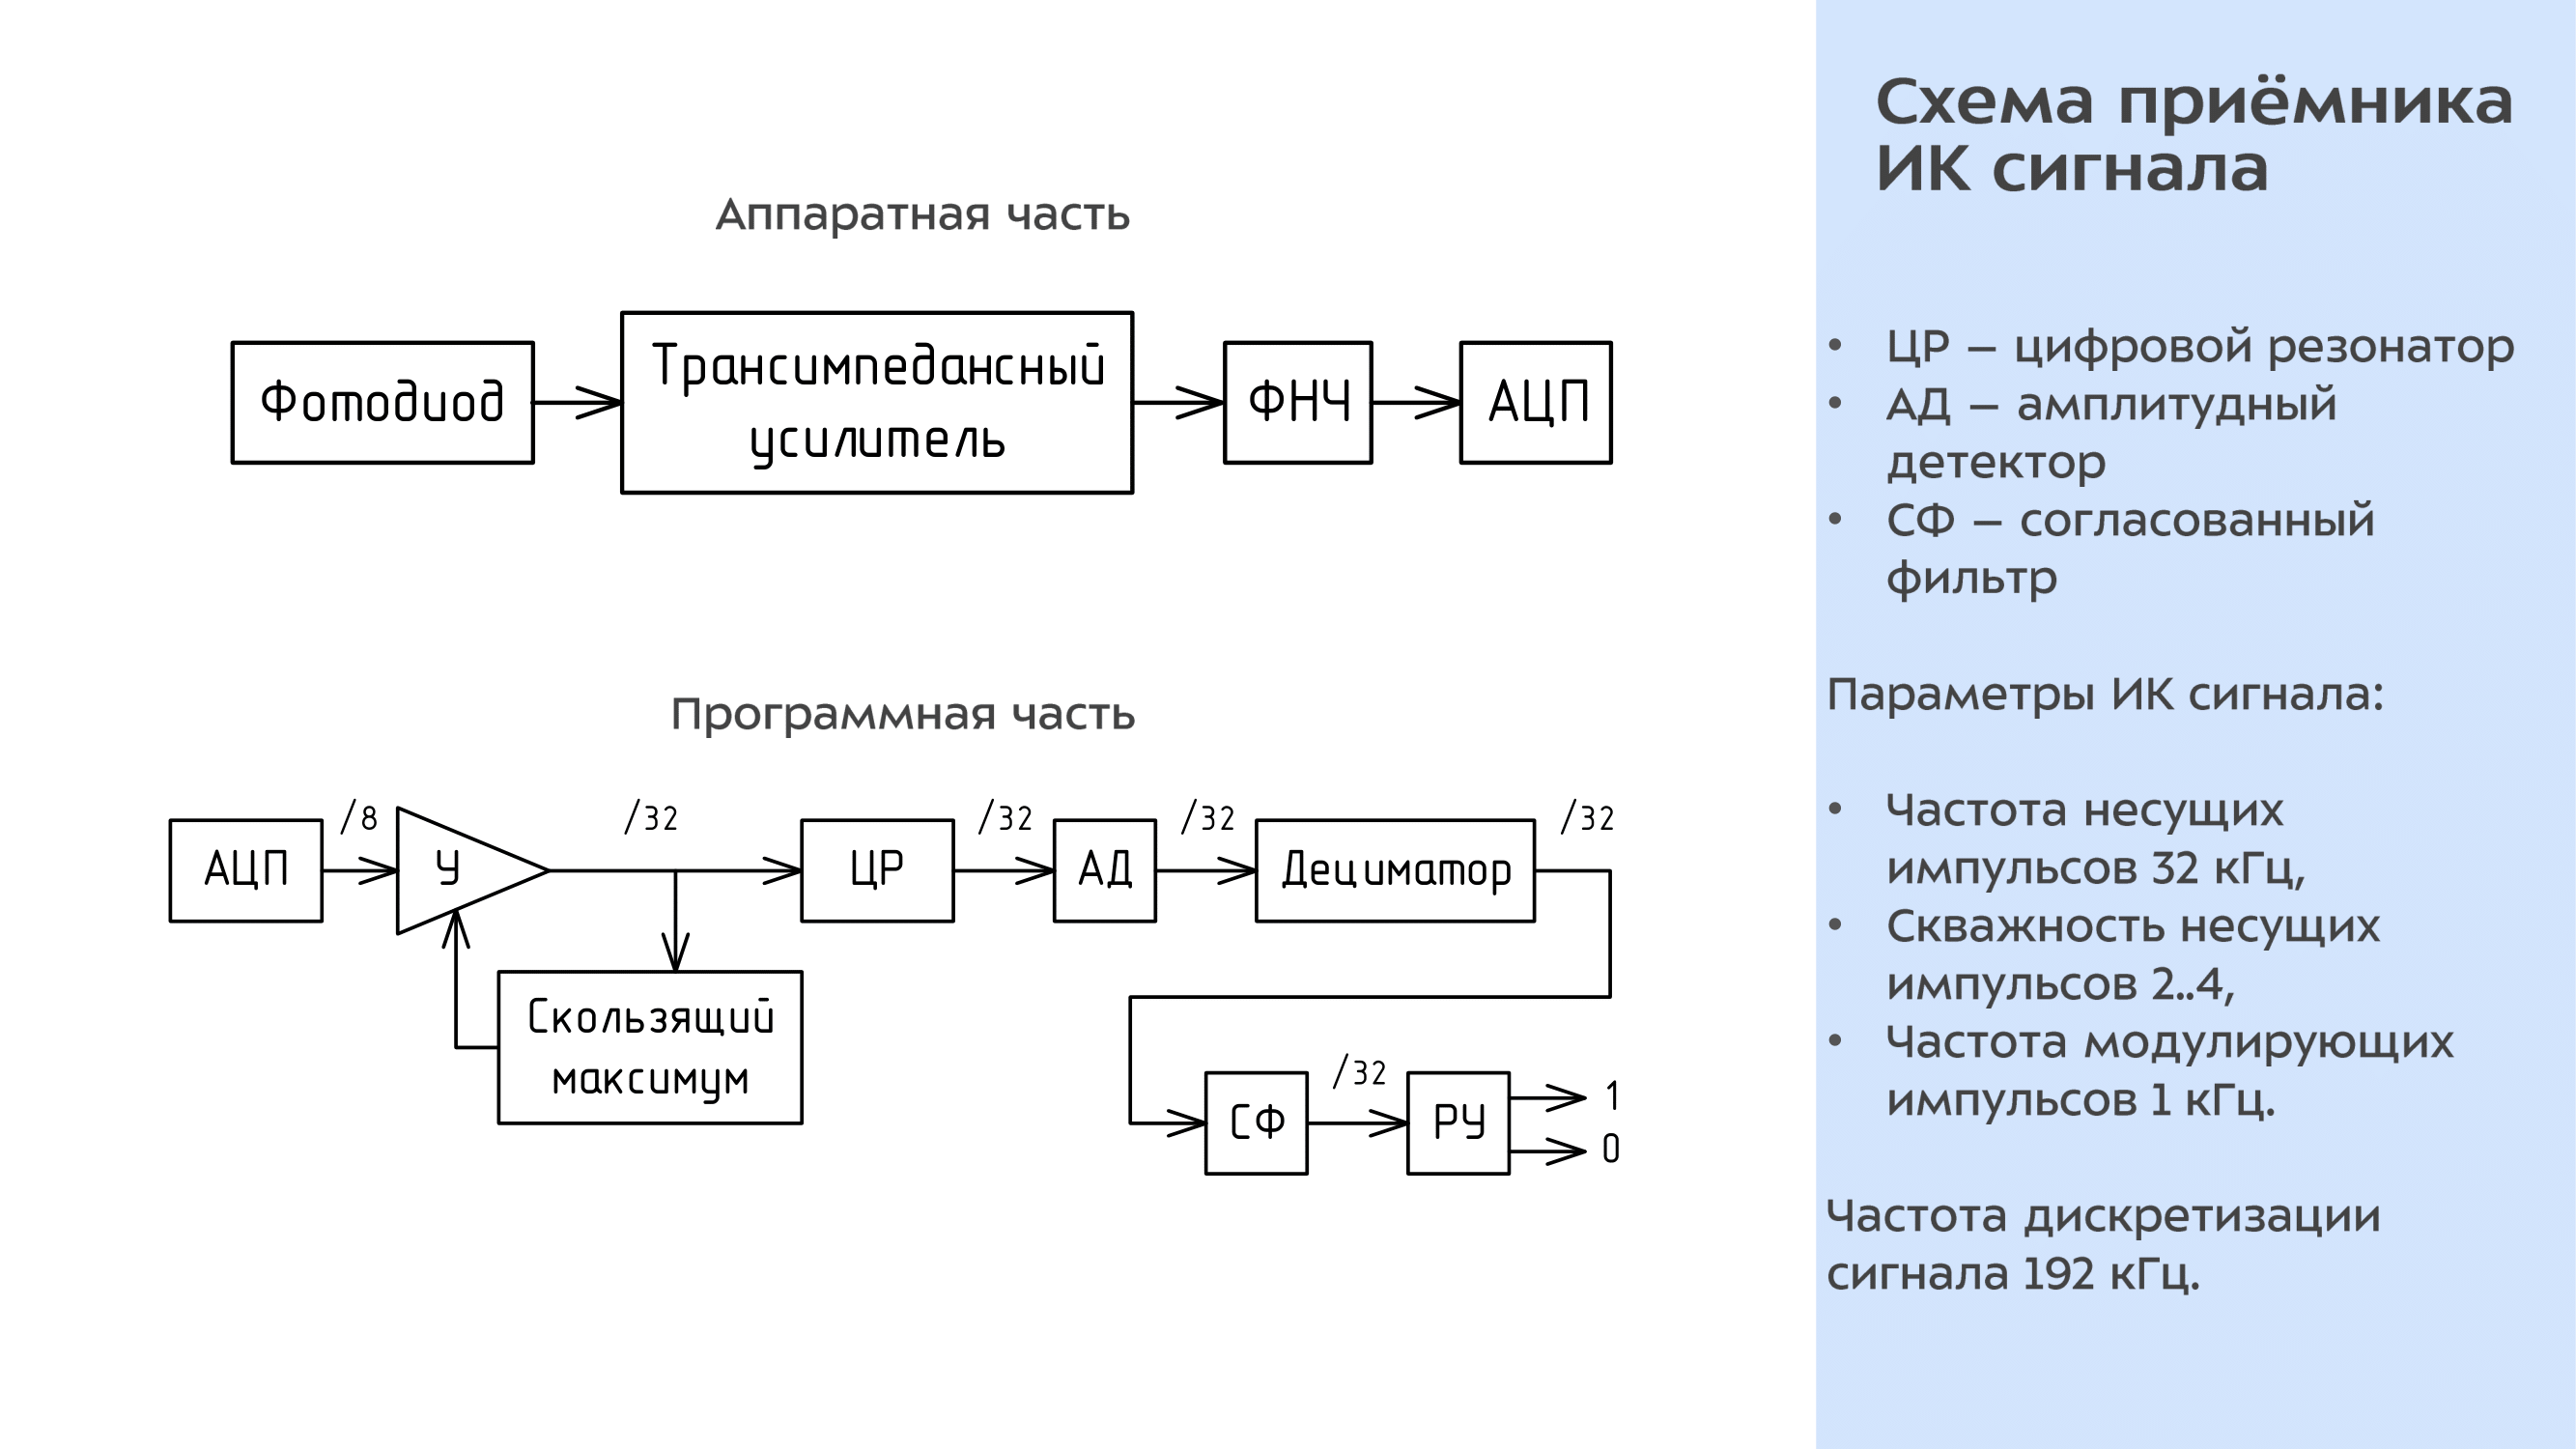 Схема приёмника
ИК сигнала
Аппаратная часть
Фотодиод
Трансимпедансный
усилитель
ФНЧ
АЦП
Программная часть
АЦП
/8
У
/32
ЦР
/32
АД
/32
Дециматор
/32
Скользящий
максимум
СФ
/32
РУ
1
0
• ЦР – цифровой резонатор
• АД – амплитудный
детектор
• СФ – согласованный
фильтр
Параметры ИК сигнала:
• Частота несущих
импульсов 32 кГц,
• Скважность несущих
импульсов 2..4,
• Частота модулирующих
импульсов 1 кГц.
Частота дискретизации
сигнала 192 кГц.